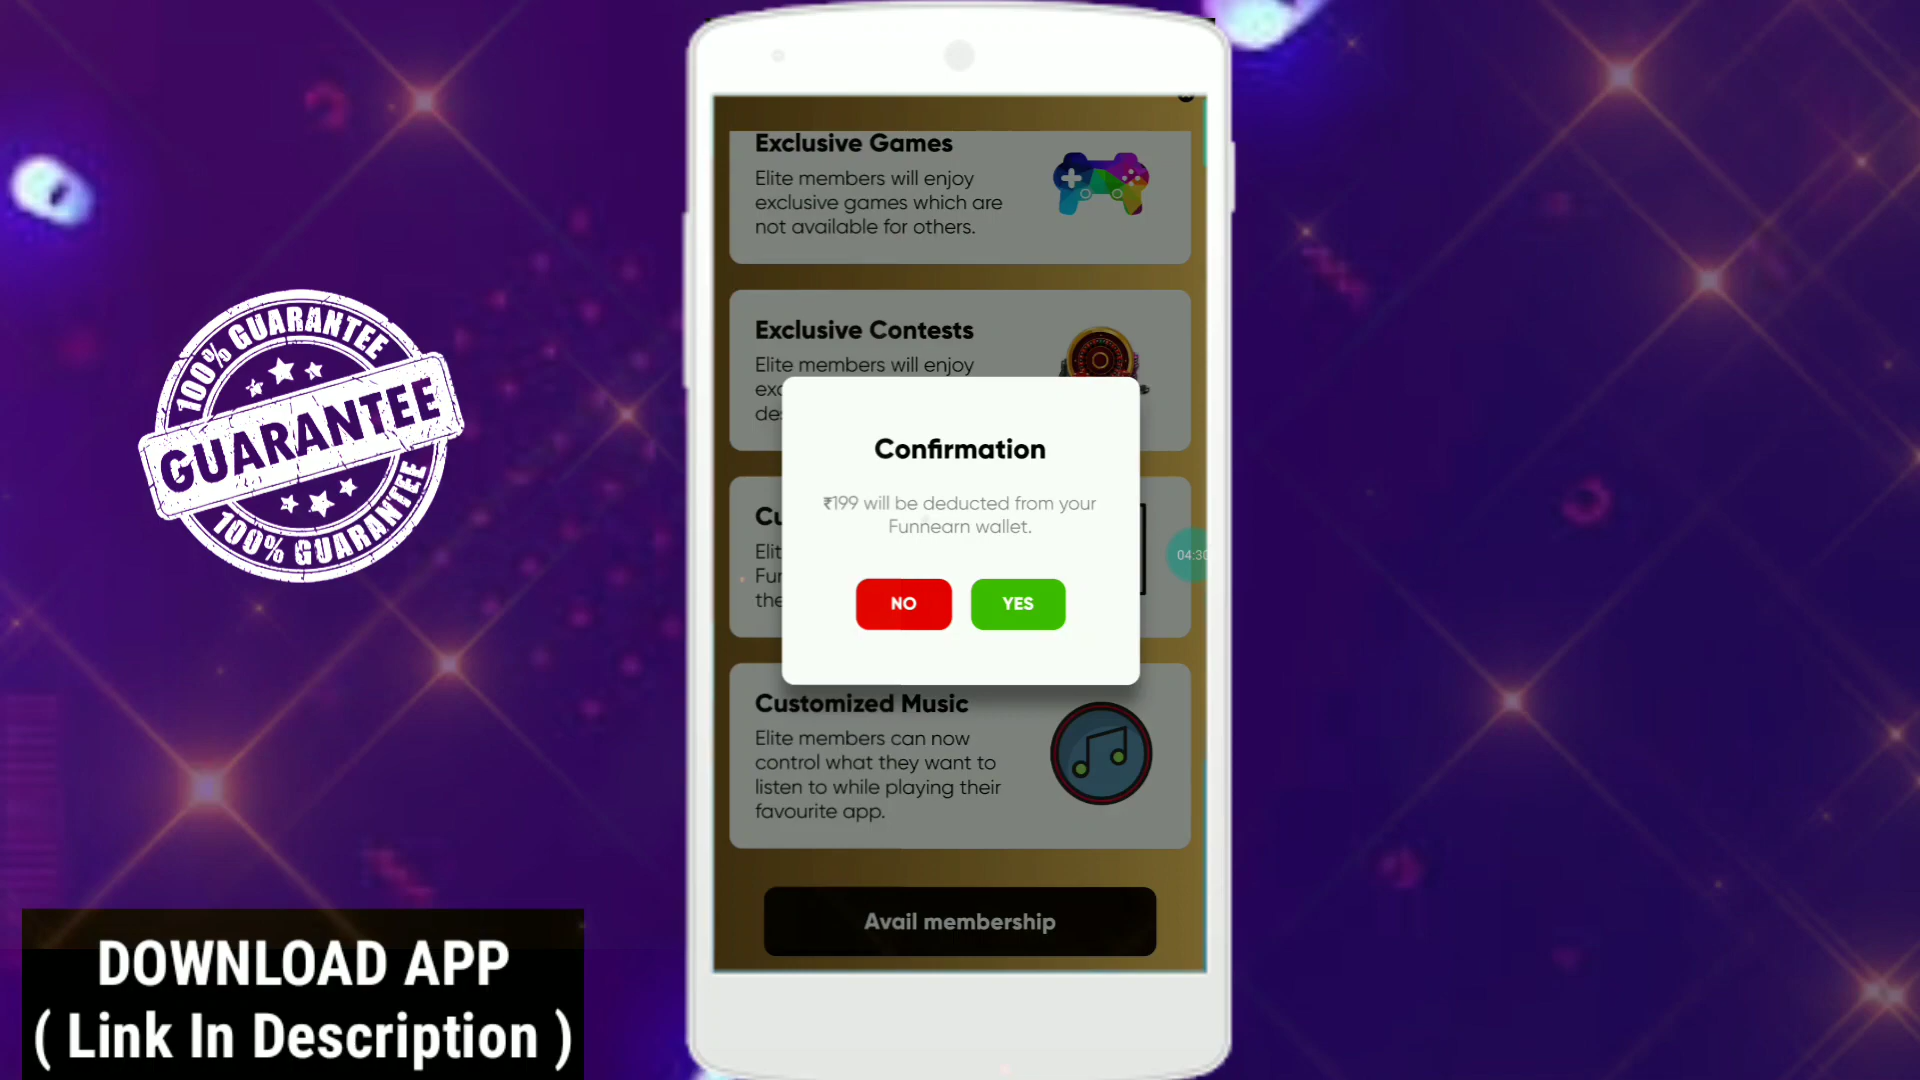 100% GUARANTEE
GUARANTEE
100% GUARANTEE
DOWNLOAD APP
( Link In Description )
Exclusive Games
Elite members will enjoy
exclusive games which are
not available for others.
Exclusive Contests
Elite members will enjoy
Confirmation
₹199 will be deducted from your
Funnearn wallet.
NO
YES
04:30
Customized Music
Elite members can now
control what they want to
listen to while playing their
favourite app.
Avail membership